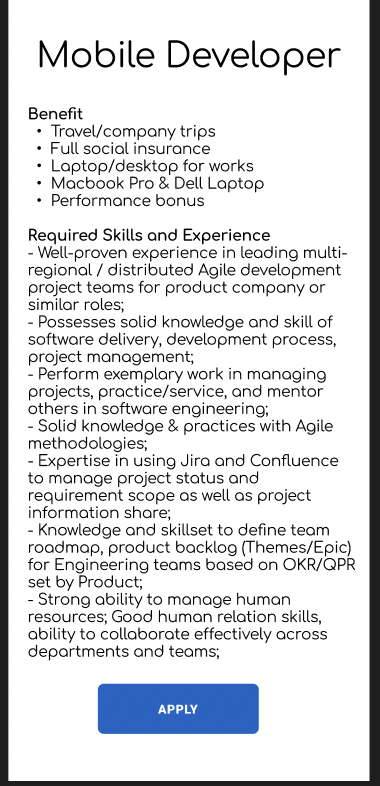 Mobile Developer
Benefit
• Travel/company trips
• Full social insurance
• Laptop/desktop for works
• Macbook Pro & Dell Laptop
• Performance bonus
Required Skills and Experience
- Well-proven experience in leading multi-
regional / distributed Agile development
project teams for product company or
similar roles;
- Possesses solid knowledge and skill of
software delivery, development process,
project management;
- Perform exemplary work in managing
projects, practice/service, and mentor
others in software engineering;
- Solid knowledge & practices with Agile
methodologies;
- Expertise in using Jira and Confluence
to manage project status and
requirement scope as well as project
information share;
- Knowledge and skillset to define team
roadmap, product backlog (Themes/Epic)
for Engineering teams based on OKR/QPR
set by Product;
- Strong ability to manage human
resources; Good human relation skills,
ability to collaborate effectively across
departments and teams;
APPLY